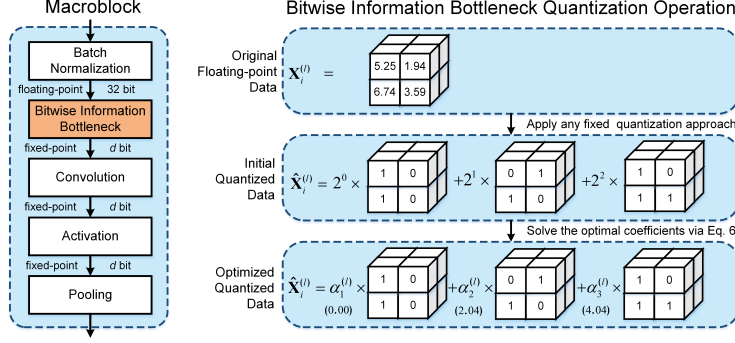 Macroblock
Batch
Normalization
floating-point 32 bit
Bitwise Information
Bottleneck
fixed-point d bit
Convolution
fixed-point d bit
Activation
fixed-point d bit
Pooling
Bitwise Information Bottleneck Quantization Operation
Original
Floating-point
Data
X_i^(l) =
5.25 1.94
6.74 3.59
Apply any fixed quantization approach
Initial
Quantized
Data
X̂_i^(l) = 2^0 × +2^1 × +2^2 ×
1 0 0 1 1 0
1 0 1 0 1 1
Solve the optimal coefficients via Eq. 6
Optimized
Quantized
Data
X̂_i^(l) = α_1^(l) × +α_2^(l) × +α_3^(l) ×
(0.00) (2.04) (4.04)
1 0 0 1 1 0
1 0 1 0 1 1